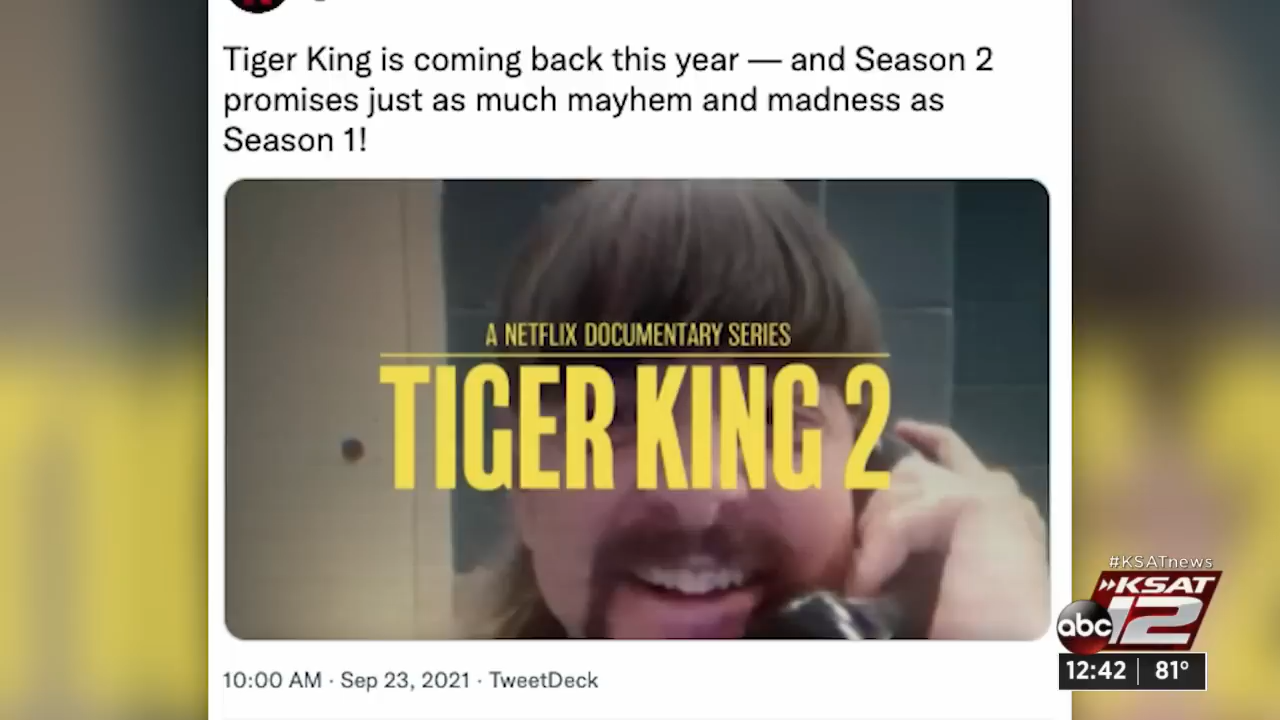 Tiger King is coming back this year — and Season 2
promises just as much mayhem and madness as
Season 1!
A NETFLIX DOCUMENTARY SERIES
TIGER KING 2
10:00 AM · Sep 23, 2021 · TweetDeck
#KSATnews
KSAT
abc 12
12:42 81°